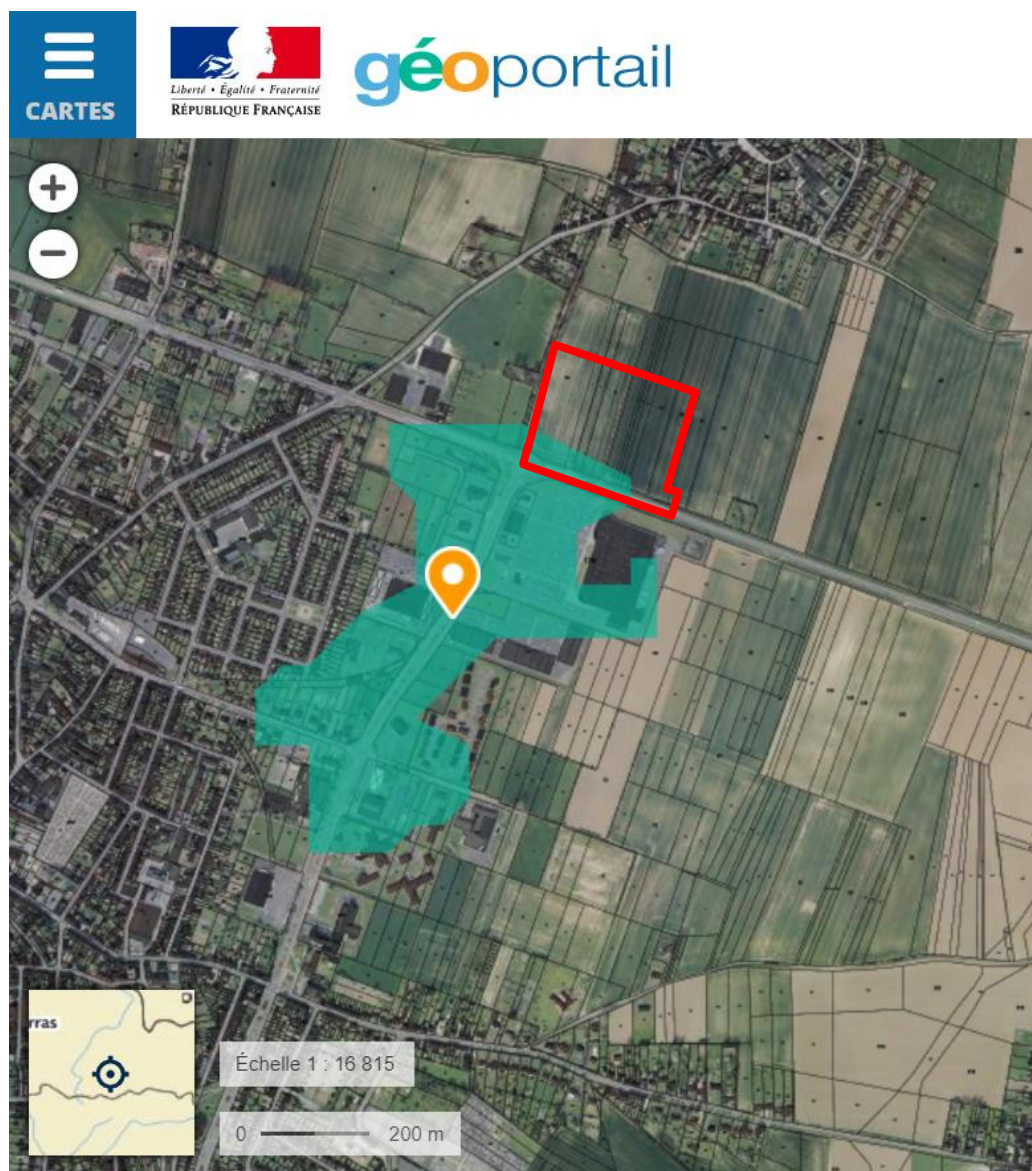 CARTES
Liberté • Égalité • Fraternité
RÉPUBLIQUE FRANÇAISE
géoportail
D
rras
Échelle 1 : 16 815
0 200 m